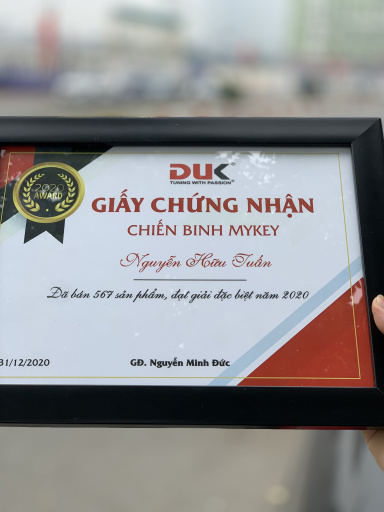 DUK
TUNING WITH PASSION
2020
AWARD
GIẤY CHỨNG NHẬN
CHIẾN BINH MYKEY
Nguyễn Hữu Tuấn
Đã bán 567 sản phẩm, đạt giải đặc biệt năm 2020
31/12/2020
GĐ. Nguyễn Minh Đức